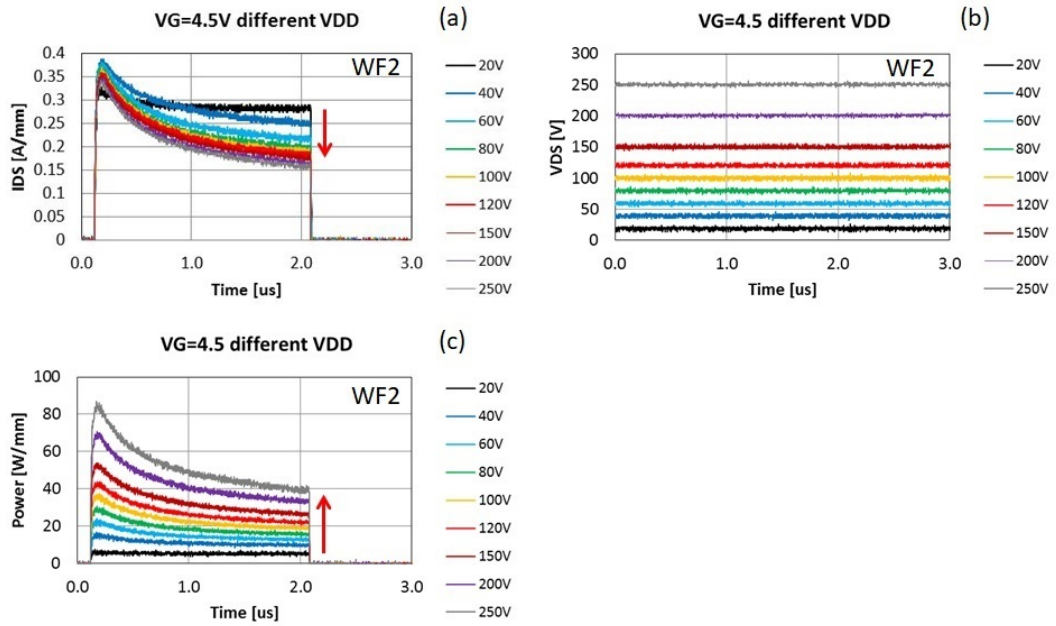 VG=4.5V different VDD
(a)
WF2
IDS [A/mm]
0.4
0.35
0.3
0.25
0.2
0.15
0.1
0.05
0
0.0 1.0 2.0 3.0
Time [us]
20V
40V
60V
80V
100V
120V
150V
200V
250V
VG=4.5 different VDD
(b)
WF2
VDS [V]
300
250
200
150
100
50
0
0.0 1.0 2.0 3.0
Time [us]
20V
40V
60V
80V
100V
120V
150V
200V
250V
VG=4.5 different VDD
(c)
WF2
Power [W/mm]
100
80
60
40
20
0
0.0 1.0 2.0 3.0
Time [us]
20V
40V
60V
80V
100V
120V
150V
200V
250V